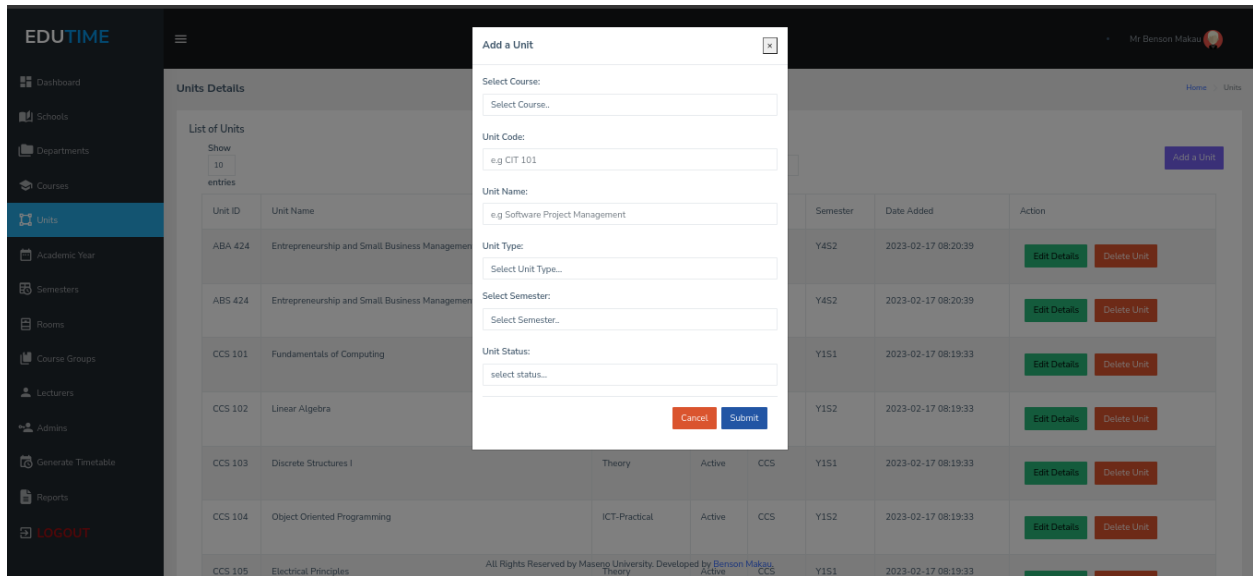 EDUTIME
Mr Benson Makau
Dashboard
Schools
Departments
Courses
Units
Academic Year
Semesters
Rooms
Course Groups
Lecturers
Admins
Generate Timetable
Reports
LOGOUT
Units Details
Home / Units
List of Units
Show
10
entries
Add a Unit
Unit ID Unit Name Semester Date Added Action
ABA 424 Entrepreneurship and Small Business Managemen Y4S2 2023-02-17 08:20:39 Edit Details Delete Unit
ABS 424 Entrepreneurship and Small Business Managemen Y4S2 2023-02-17 08:20:39 Edit Details Delete Unit
CCS 101 Fundamentals of Computing Y1S1 2023-02-17 08:19:33 Edit Details Delete Unit
CCS 102 Linear Algebra Y1S2 2023-02-17 08:19:33 Edit Details Delete Unit
CCS 103 Discrete Structures I Theory Active CCS Y1S1 2023-02-17 08:19:33 Edit Details Delete Unit
CCS 104 Object Oriented Programming ICT-Practical Active CCS Y1S2 2023-02-17 08:19:33 Edit Details Delete Unit
CCS 105 Electrical Principles Theory Active CCS Y1S1 2023-02-17 08:19:33 Edit Details Delete Unit
All Rights Reserved by Maseno University. Developed by Benson Makau.
Add a Unit
×
Select Course:
Select Course..
Unit Code:
e.g CIT 101
Unit Name:
e.g Software Project Management
Unit Type:
Select Unit Type...
Select Semester:
Select Semester..
Unit Status:
select status...
Cancel Submit